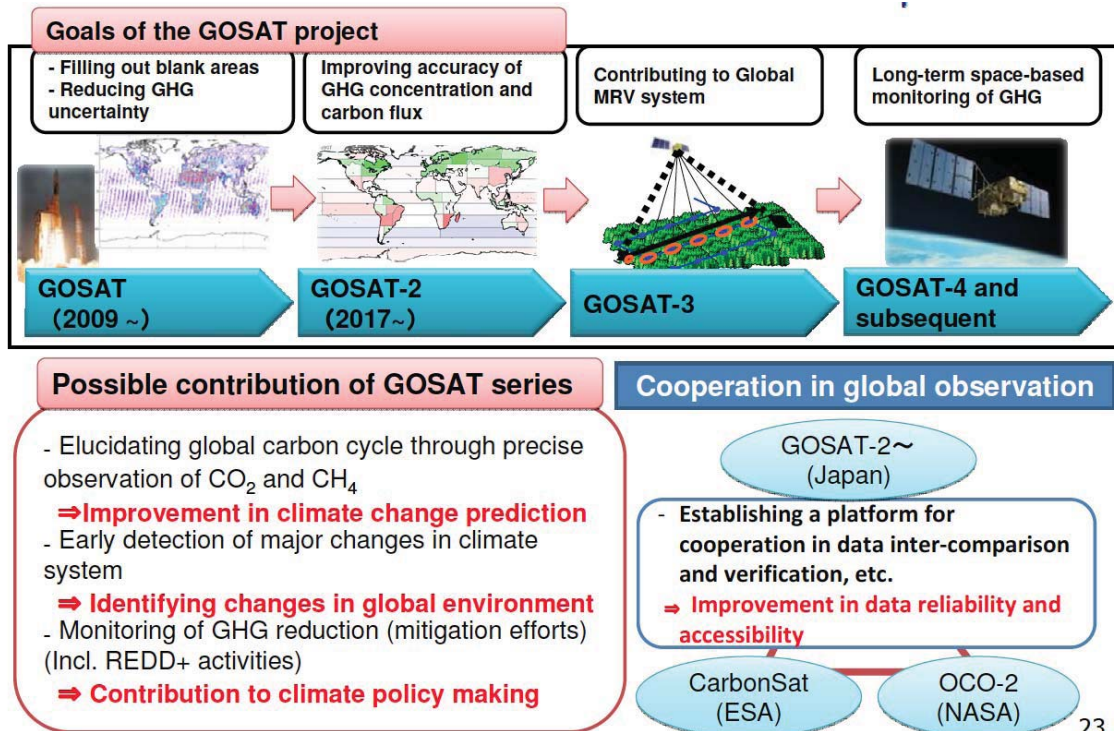 Goals of the GOSAT project
- Filling out blank areas
- Reducing GHG
uncertainty
Improving accuracy of
GHG concentration and
carbon flux
Contributing to Global
MRV system
Long-term space-based
monitoring of GHG
GOSAT
(2009 ~)
GOSAT-2
(2017~)
GOSAT-3
GOSAT-4 and
subsequent
Possible contribution of GOSAT series
- Elucidating global carbon cycle through precise
observation of CO₂ and CH₄
⇒Improvement in climate change prediction
- Early detection of major changes in climate
system
⇒ Identifying changes in global environment
- Monitoring of GHG reduction (mitigation efforts)
(Incl. REDD+ activities)
⇒ Contribution to climate policy making
Cooperation in global observation
GOSAT-2～
(Japan)
- Establishing a platform for
cooperation in data inter-comparison
and verification, etc.
⇒ Improvement in data reliability and
accessibility
CarbonSat
(ESA)
OCO-2
(NASA)
23